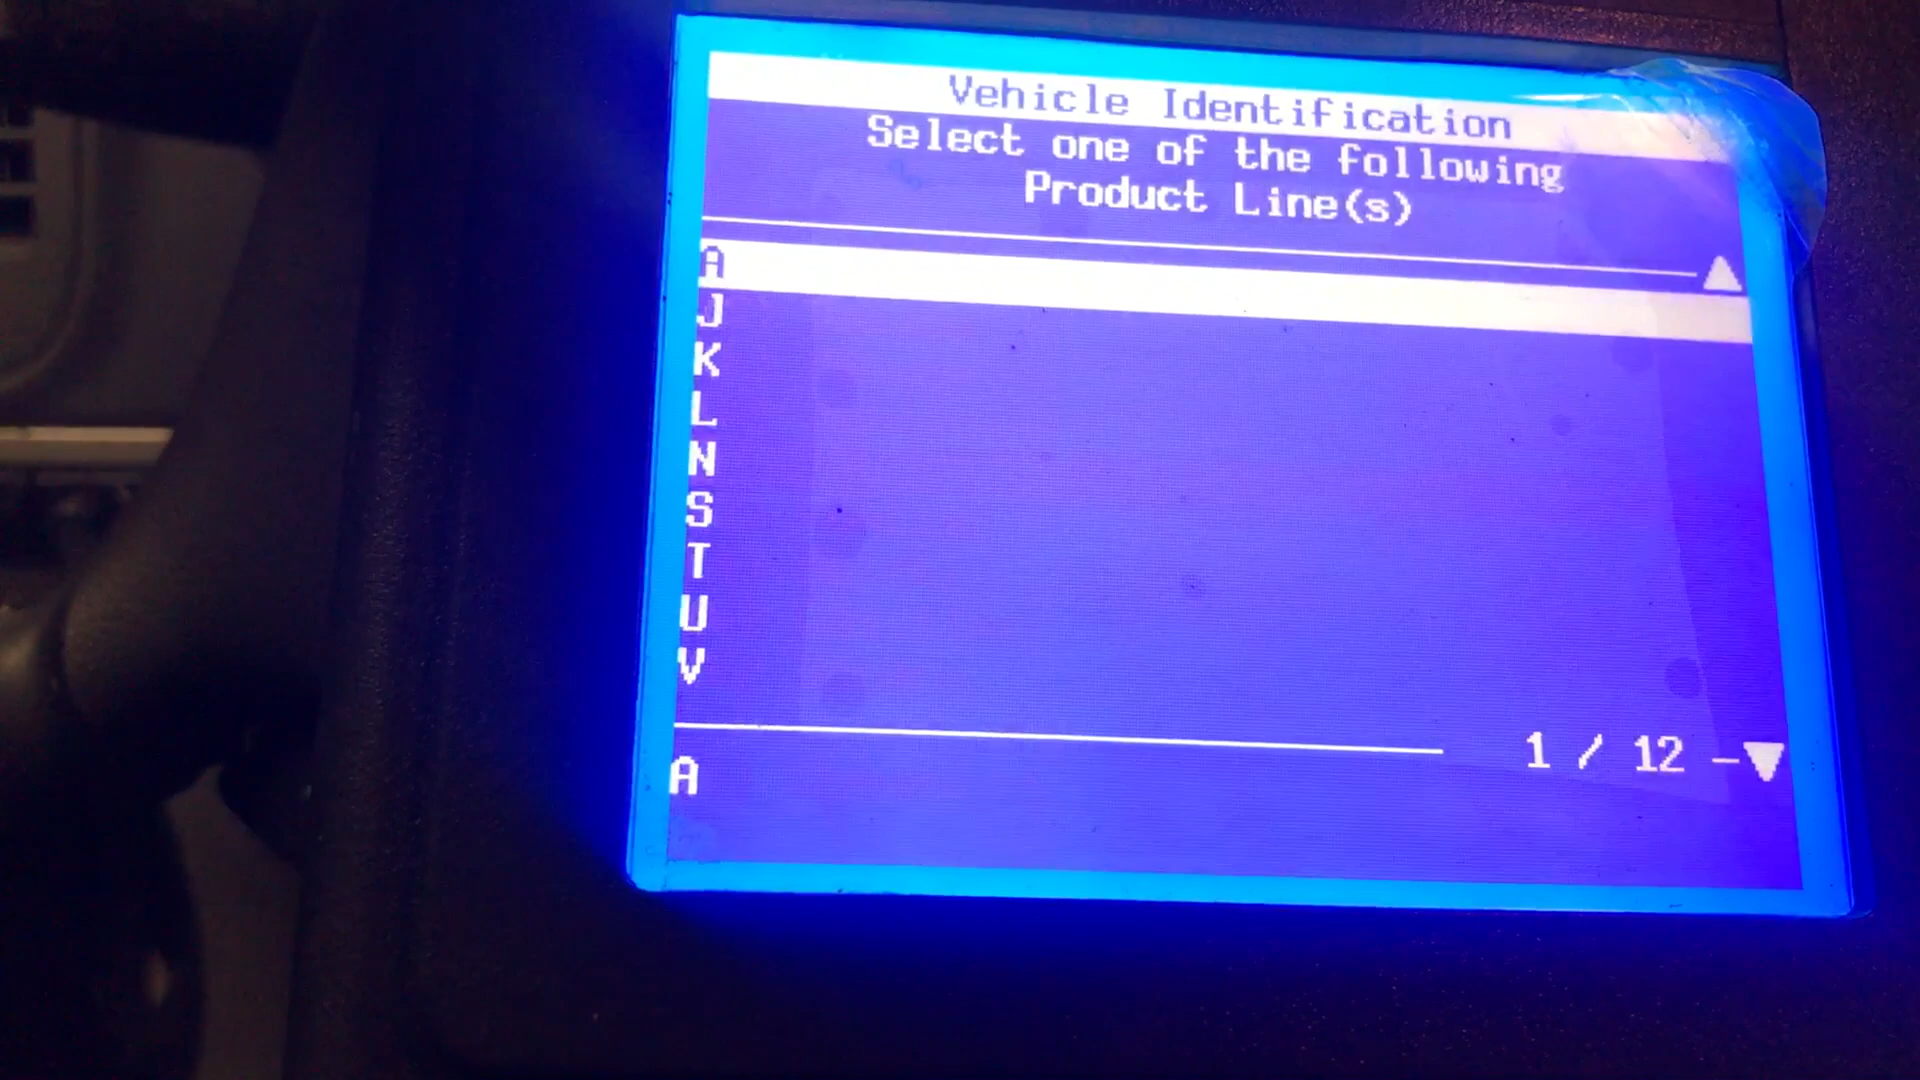 Vehicle Identification
Select one of the following
Product Line(s)
A
J
K
L
N
S
T
U
V
1 / 12
A